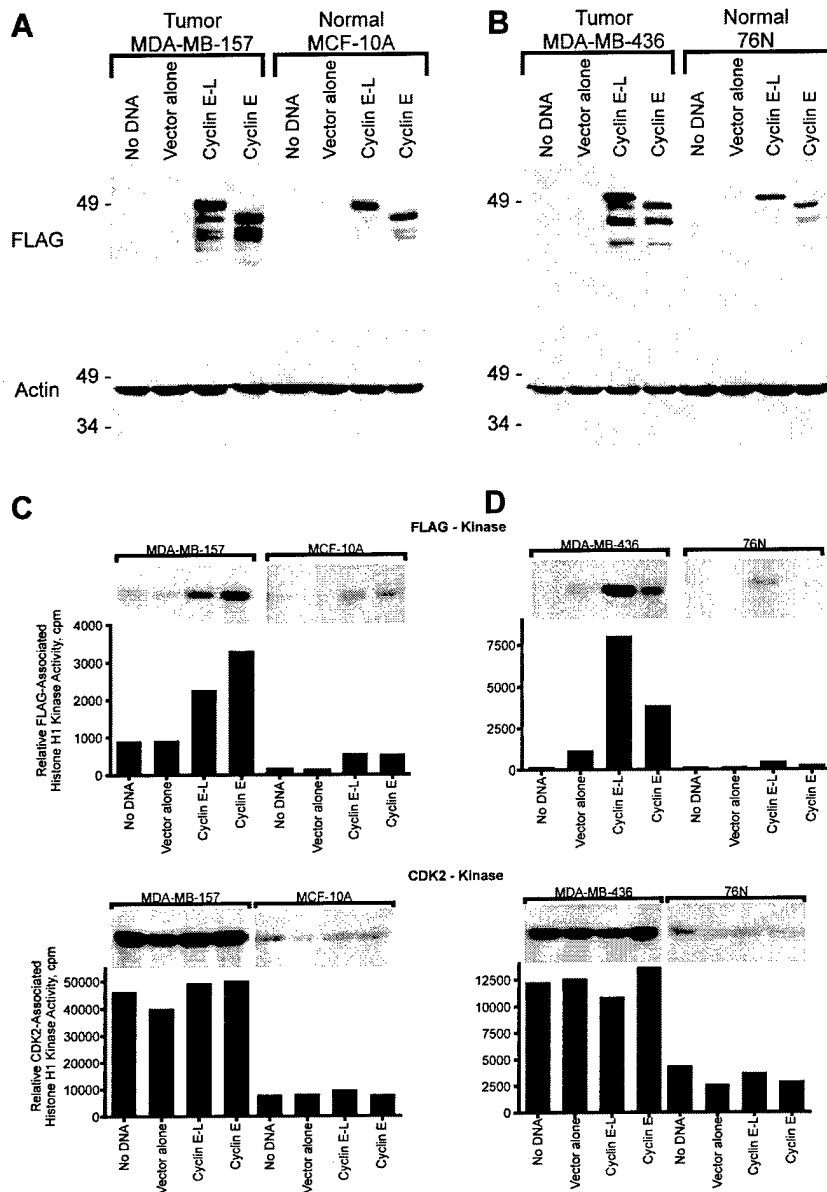 A
Tumor
MDA-MB-157
Normal
MCF-10A
No DNA
Vector alone
Cyclin E-L
Cyclin E
No DNA
Vector alone
Cyclin E-L
Cyclin E
49 -
FLAG
49 -
Actin
34 -
B
Tumor
MDA-MB-436
Normal
76N
No DNA
Vector alone
Cyclin E-L
Cyclin E
No DNA
Vector alone
Cyclin E-L
Cyclin E
49 -
49 -
34 -
C
D
FLAG - Kinase
MDA-MB-157
MCF-10A
Relative FLAG-Associated
Histone H1 Kinase Activity, cpm
4000
3000
2000
1000
0
No DNA
Vector alone
Cyclin E-L
Cyclin E
No DNA
Vector alone
Cyclin E-L
Cyclin E
MDA-MB-436
76N
7500
5000
2500
0
No DNA
Vector alone
Cyclin E-L
Cyclin E
No DNA
Vector alone
Cyclin E-L
Cyclin E
CDK2 - Kinase
MDA-MB-157
MCF-10A
Relative CDK2-Associated
Histone H1 Kinase Activity, cpm
50000
40000
30000
20000
10000
0
No DNA
Vector alone
Cyclin E-L
Cyclin E
No DNA
Vector alone
Cyclin E-L
Cyclin E
MDA-MB-436
76N
12500
10000
7500
5000
2500
0
No DNA
Vector alone
Cyclin E-L
Cyclin E
No DNA
Vector alone
Cyclin E-L
Cyclin E